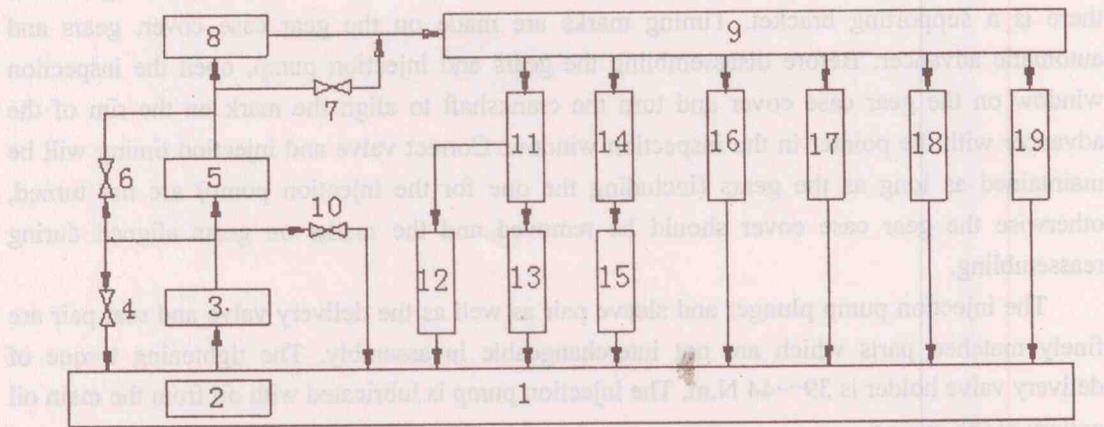 there is a supporting bracket. Timing marks are made on the gear case cover, gears and
8
9
automatic advancer. Before disassembling the gears and injection pump, open the inspection
7
window on the gear case cover and turn the crankshaft to align the mark on the rim of the
11 14 16 17 18 19
advancer with the pointer in the inspection window. Correct valve and injection timing will be
6 5
maintained as long as the gears (including the one for the injection pump) are not turned,
10
otherwise the gear case cover should be removed and the marks on gears aligned during
reassembling.
12 13 15
The injection pump plunger and sleeve pair as well as the delivery valve and seat pair are
3
4
finely matched parts which are not interchangeable in assembly. The tightening torque of
delivery valve holder is 39~44 N.m. The injection pump is lubricated with oil from the main oil
2
1